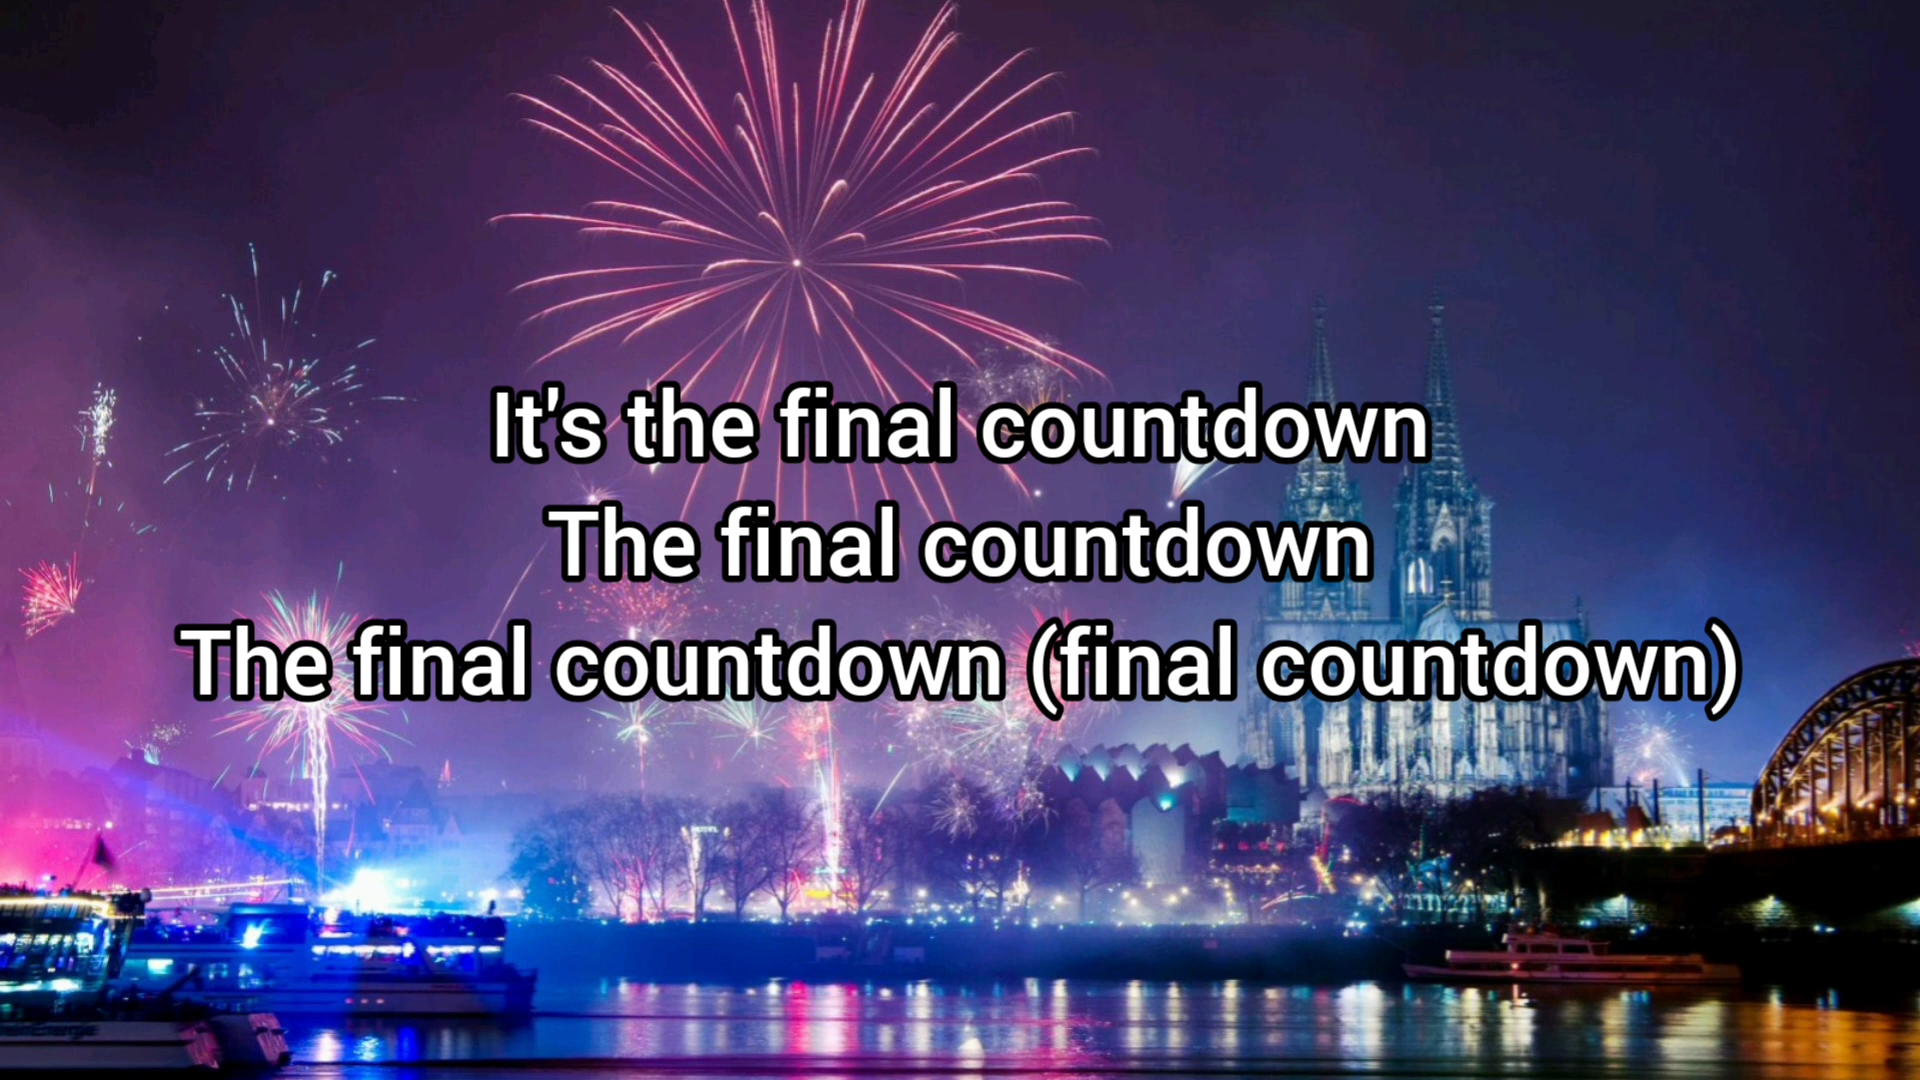 It's the final countdown
The final countdown
The final countdown (final countdown)